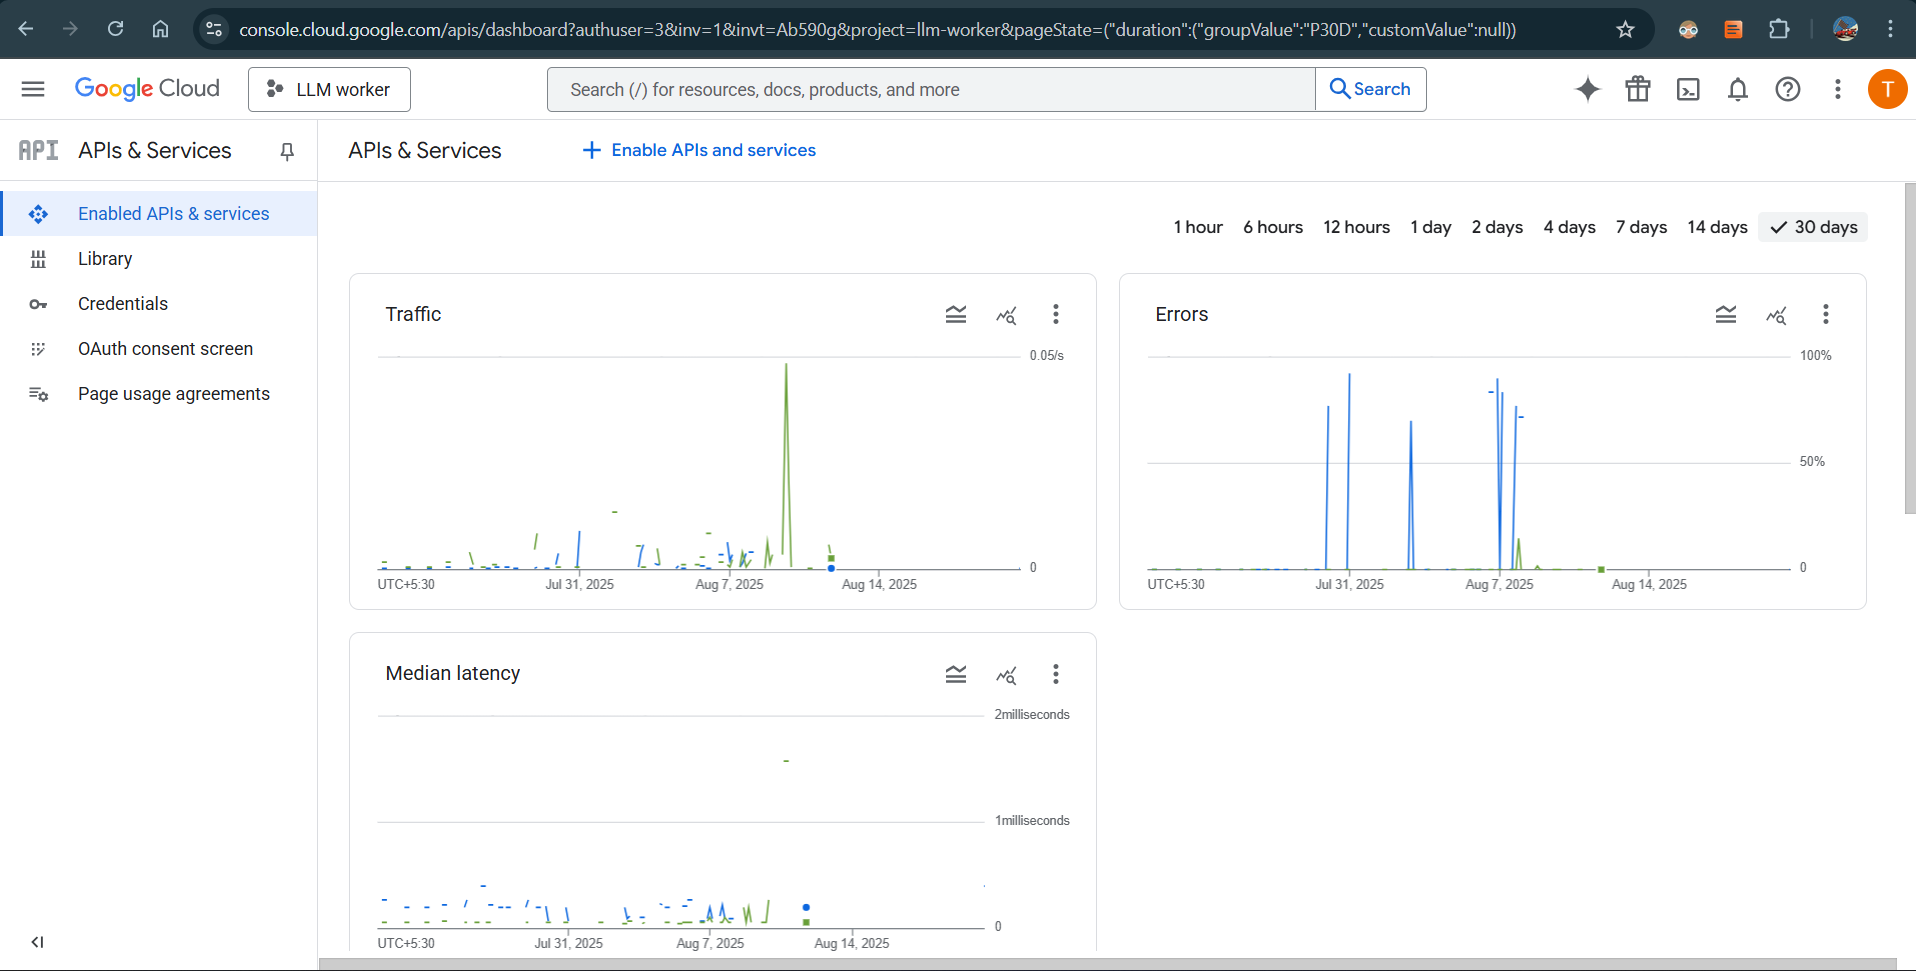 console.cloud.google.com/apis/dashboard?authuser=3&inv=1&invt=Ab590g&project=llm-worker&pageState=("duration":("groupValue":"P30D","customValue":null))
Google Cloud
LLM worker
Search (/) for resources, docs, products, and more
Search
T
API
APIs & Services
APIs & Services
Enable APIs and services
Enabled APIs & services
Library
Credentials
OAuth consent screen
Page usage agreements
1 hour 6 hours 12 hours 1 day 2 days 4 days 7 days 14 days 30 days
Traffic
0.05/s
0
UTC+5:30 Jul 31, 2025 Aug 7, 2025 Aug 14, 2025
Errors
100%
50%
0
UTC+5:30 Jul 31, 2025 Aug 7, 2025 Aug 14, 2025
Median latency
2milliseconds
1milliseconds
0
UTC+5:30 Jul 31, 2025 Aug 7, 2025 Aug 14, 2025